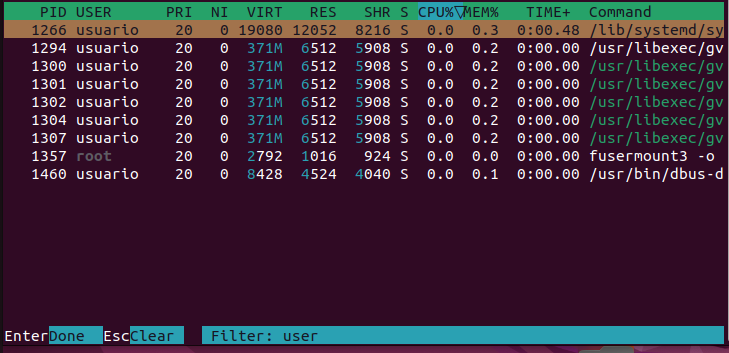 PID USER PRI NI VIRT RES SHR S CPU%▽MEM% TIME+ Command
1266 usuario 20 0 19080 12052 8216 S 0.0 0.3 0:00.48 /lib/systemd/sy
1294 usuario 20 0 371M 6512 5908 S 0.0 0.2 0:00.00 /usr/libexec/gv
1300 usuario 20 0 371M 6512 5908 S 0.0 0.2 0:00.00 /usr/libexec/gv
1301 usuario 20 0 371M 6512 5908 S 0.0 0.2 0:00.00 /usr/libexec/gv
1302 usuario 20 0 371M 6512 5908 S 0.0 0.2 0:00.00 /usr/libexec/gv
1304 usuario 20 0 371M 6512 5908 S 0.0 0.2 0:00.00 /usr/libexec/gv
1307 usuario 20 0 371M 6512 5908 S 0.0 0.2 0:00.00 /usr/libexec/gv
1357 root 20 0 2792 1016 924 S 0.0 0.0 0:00.00 fusermount3 -o
1460 usuario 20 0 8428 4524 4040 S 0.0 0.1 0:00.00 /usr/bin/dbus-d
EnterDone EscClear Filter: user